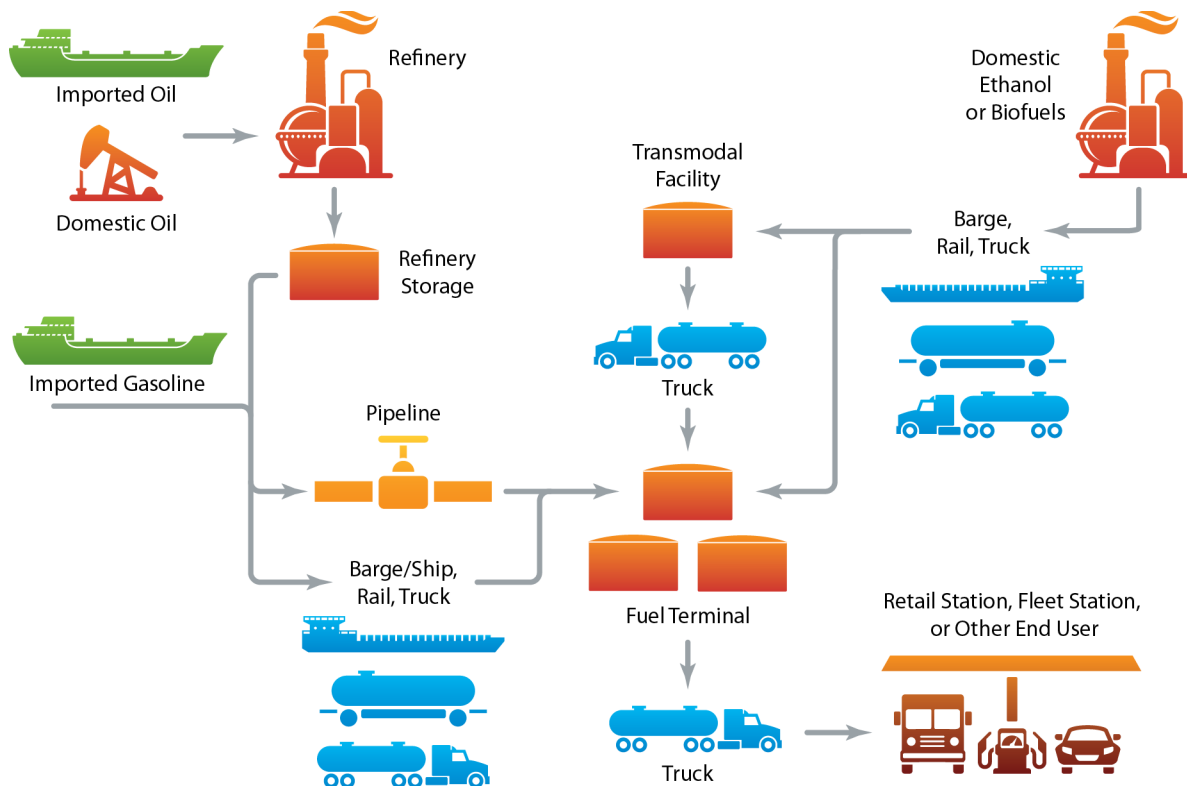 Imported Oil
Refinery
Domestic Oil
Refinery
Storage
Imported Gasoline
Pipeline
Barge/Ship,
Rail, Truck
Transmodal
Facility
Truck
Fuel Terminal
Truck
Domestic
Ethanol
or Biofuels
Barge,
Rail, Truck
Retail Station, Fleet Station,
or Other End User